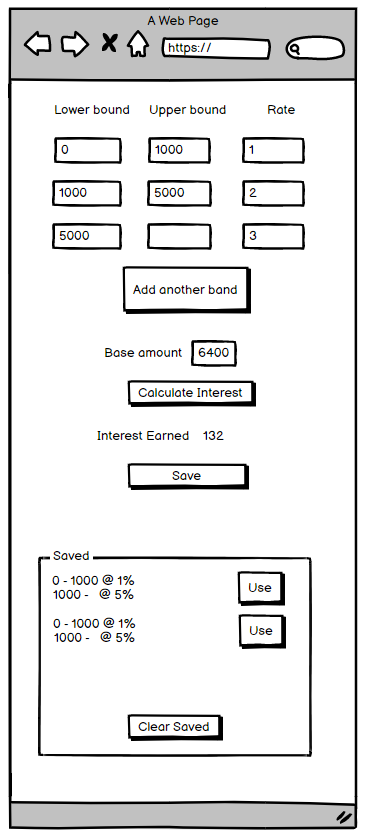 A Web Page
https://
Lower bound Upper bound Rate
0 1000 1
1000 5000 2
5000 3
Add another band
Base amount 6400
Calculate Interest
Interest Earned 132
Save
Saved
0 - 1000 @ 1%
1000 - @ 5%
Use
0 - 1000 @ 1%
1000 - @ 5%
Use
Clear Saved